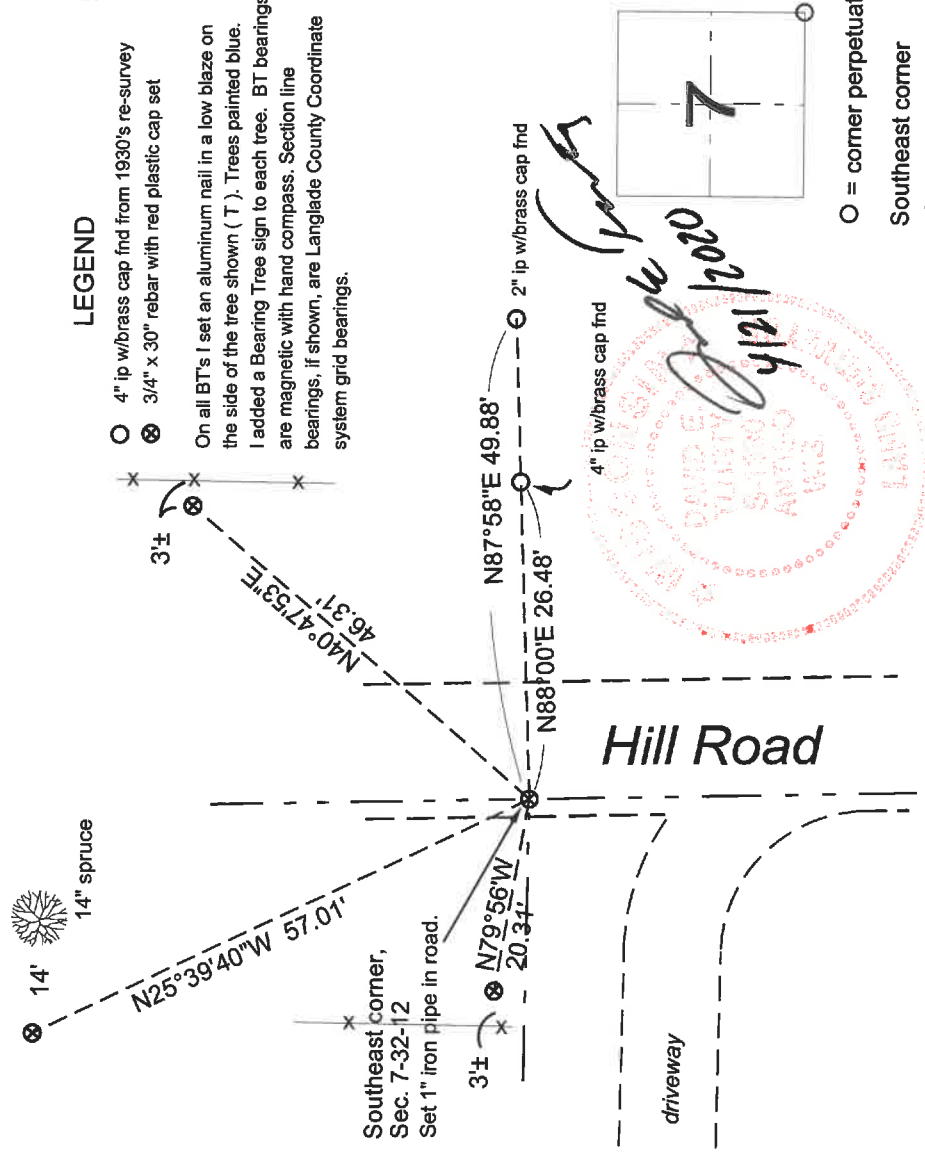 LEGEND
4" ip w/brass cap fnd from 1930's re-survey
3/4" x 30" rebar with red plastic cap set
On all BT's I set an aluminum nail in a low blaze on
the side of the tree shown ( T ). Trees painted blue.
I added a Bearing Tree sign to each tree. BT bearings
are magnetic with hand compass. Section line
bearings, if shown, are Langlade County Coordinate
system grid bearings.
14'
14" spruce
N25°39'40"W 57.01'
3'±
N40°47'53"E
46.31'
N87°58"E 49.88'
2" ip w/brass cap fnd
N88°00'E 26.48'
4" ip w/brass cap fnd
Southeast corner,
Sec. 7-32-12
Set 1" iron pipe in road.
N79°56'W
20.31'
3'±
Hill Road
driveway
4/21/2020
WISCONSIN
DAVID E.
ANTIGO
WIS
LAND
7
O = corner perpetuat
Southeast corner